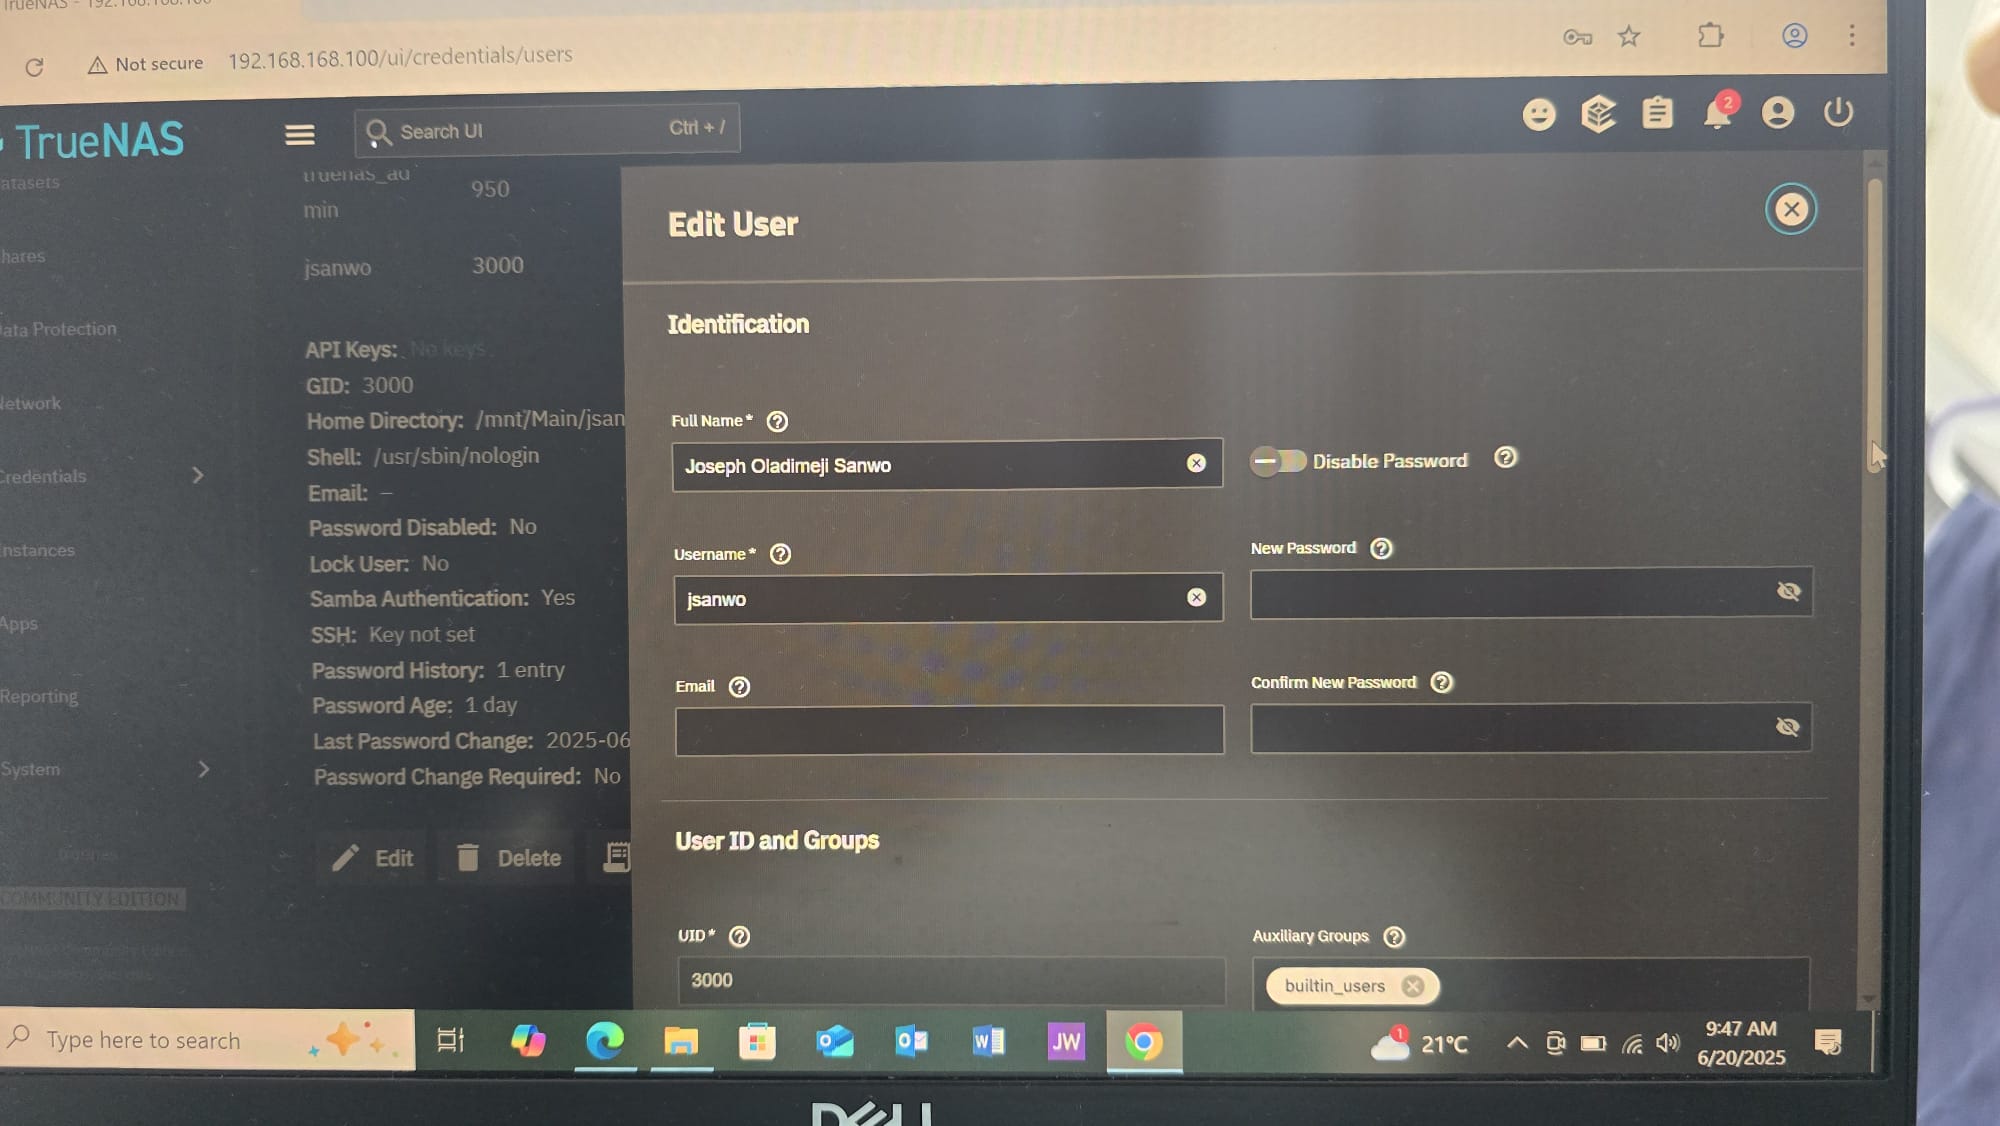 TrueNAS - 192.168.168.100
Not secure
192.168.168.100/ui/credentials/users
TrueNAS
Search UI
Ctrl + /
2
atasets
hares
ata Protection
Network
Credentials
Instances
Apps
Reporting
System
COMMUNITY EDITION
truenas_ad
min
950
jsanwo
3000
API Keys: No keys
GID: 3000
Home Directory: /mnt/Main/jsan
Shell: /usr/sbin/nologin
Email: –
Password Disabled: No
Lock User: No
Samba Authentication: Yes
SSH: Key not set
Password History: 1 entry
Password Age: 1 day
Last Password Change: 2025-06
Password Change Required: No
Edit
Delete
Edit User
Identification
Full Name *
Joseph Oladimeji Sanwo
Disable Password
Username *
jsanwo
New Password
Email
Confirm New Password
User ID and Groups
UID *
3000
Auxiliary Groups
builtin_users
Type here to search
JW
1
21°C
9:47 AM
6/20/2025
DELL